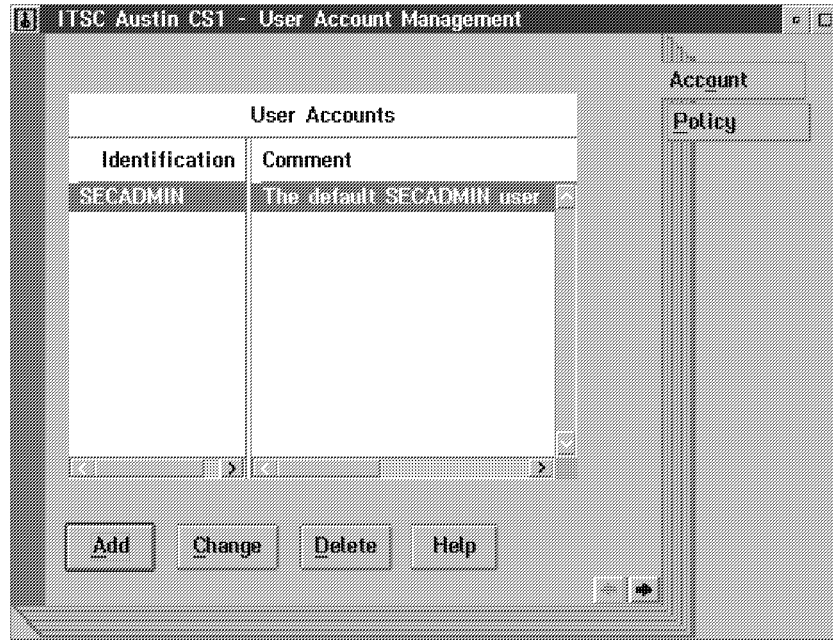 ITSC Austin CS1 - User Account Management
Account
Policy
User Accounts
Identification Comment
SECADMIN The default SECADMIN user
Add Change Delete Help